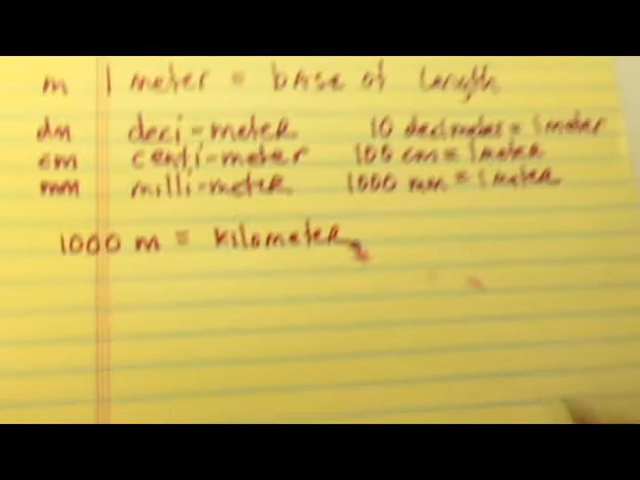 m 1 meter = base of length
dm deci-meter 10 decimeters = 1 meter
cm centi-meter 100 cm = 1 meter
mm milli-meter 1000 mm = 1 meter
1000 m = kilometer